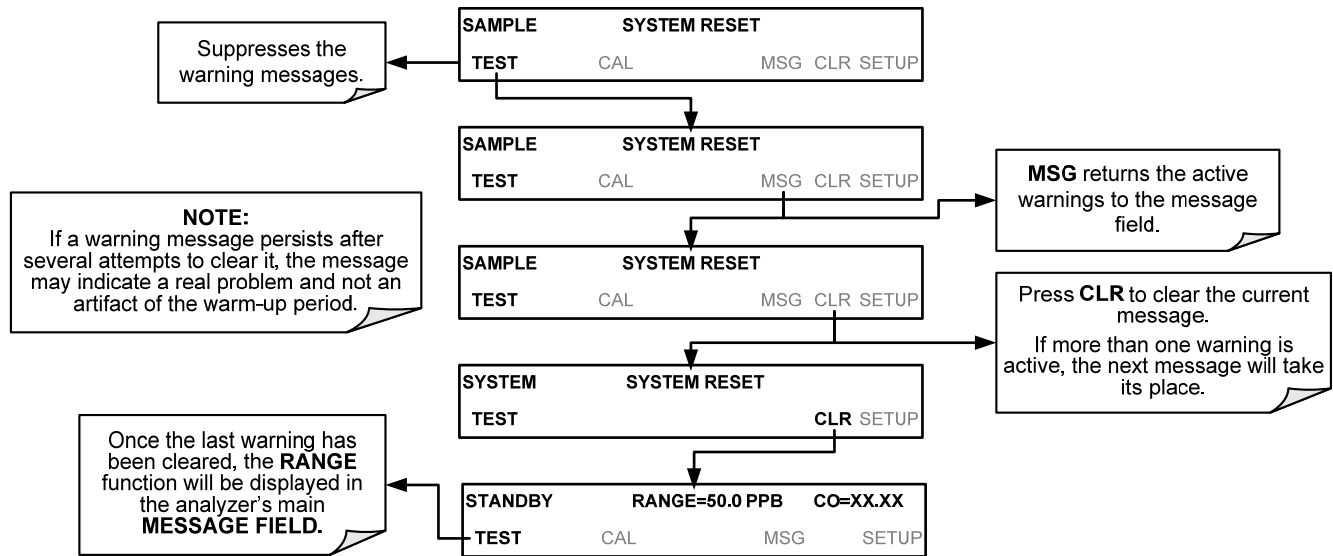 SAMPLE SYSTEM RESET
TEST CAL MSG CLR SETUP
Suppresses the
warning messages.
SAMPLE SYSTEM RESET
TEST CAL MSG CLR SETUP
MSG returns the active
warnings to the message
field.
NOTE:
If a warning message persists after
several attempts to clear it, the message
may indicate a real problem and not an
artifact of the warm-up period.
SAMPLE SYSTEM RESET
TEST CAL MSG CLR SETUP
Press CLR to clear the current
message.
If more than one warning is
active, the next message will take
its place.
SYSTEM SYSTEM RESET
TEST CLR SETUP
Once the last warning has
been cleared, the RANGE
function will be displayed in
the analyzer's main
MESSAGE FIELD.
STANDBY RANGE=50.0 PPB CO=XX.XX
TEST CAL MSG SETUP